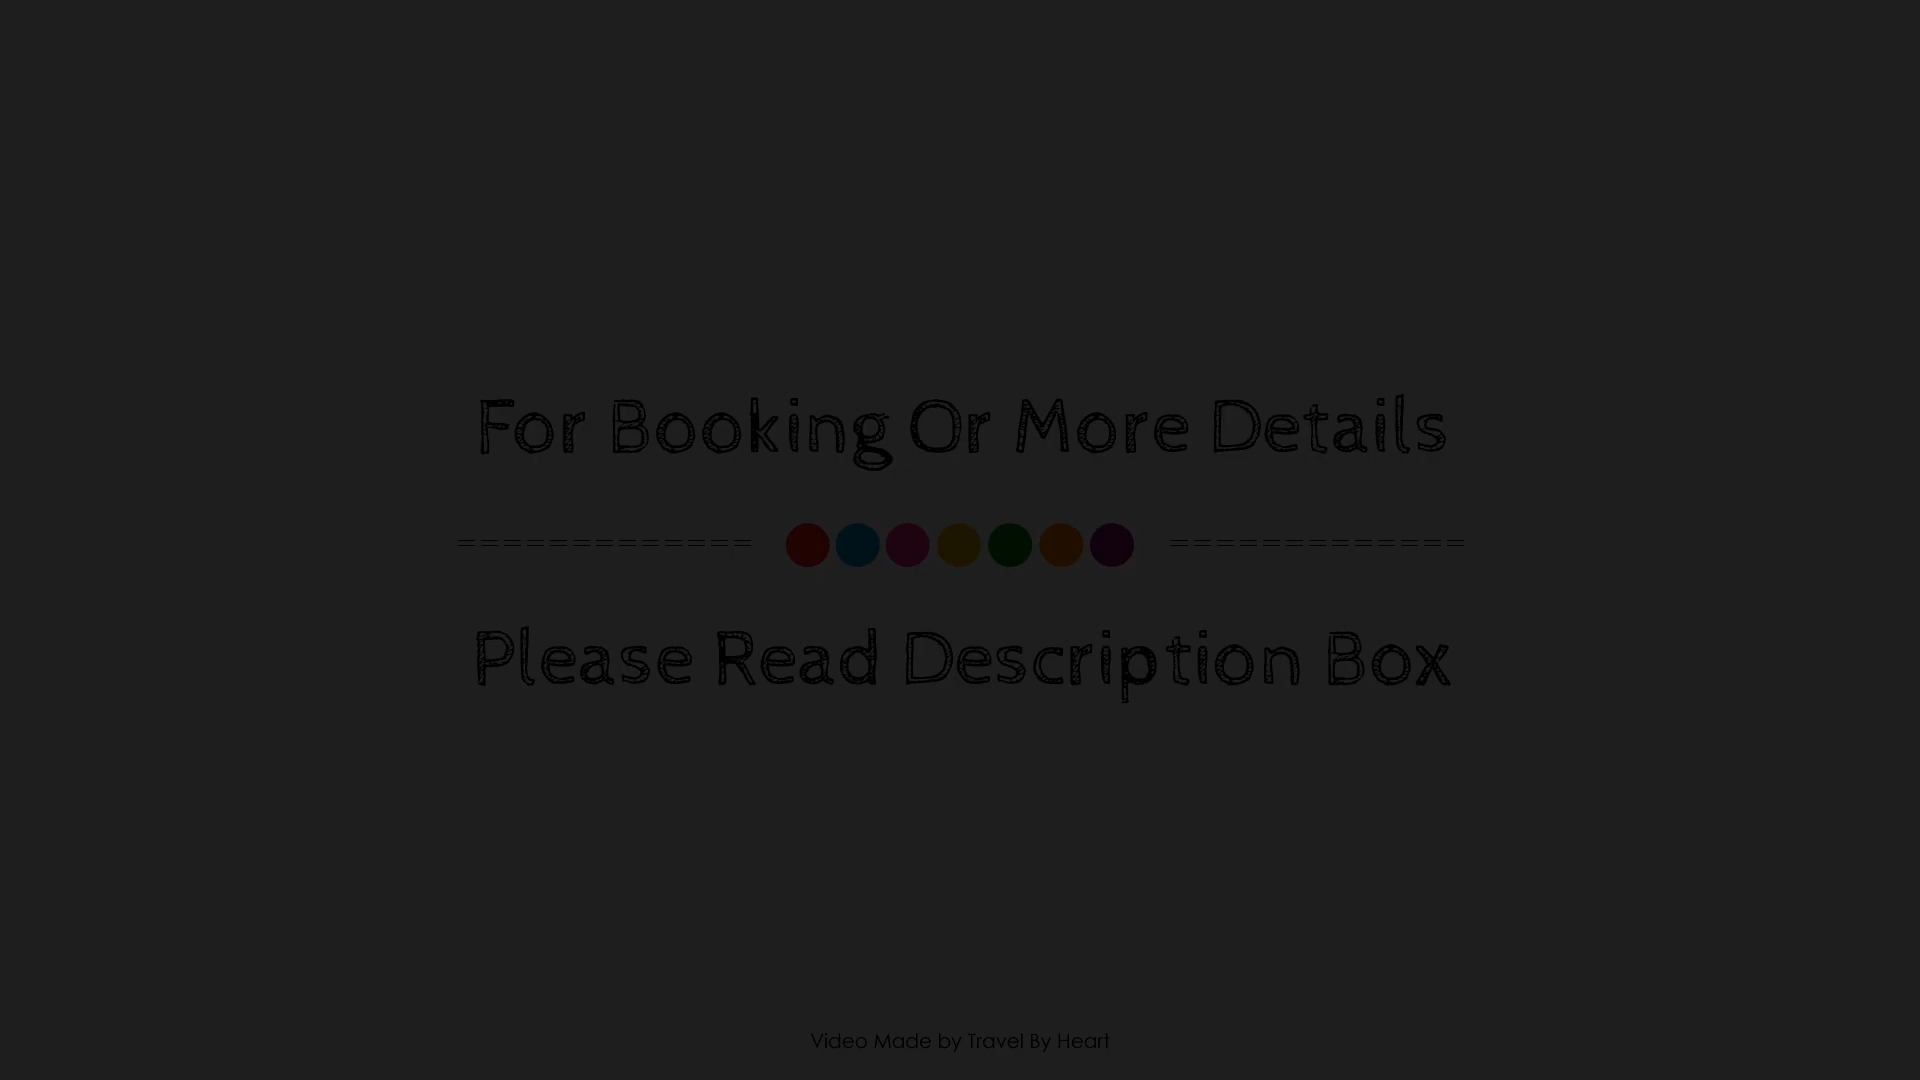 For Booking Or More Details
============= =============
Please Read Description Box
Video Made by Travel By Heart